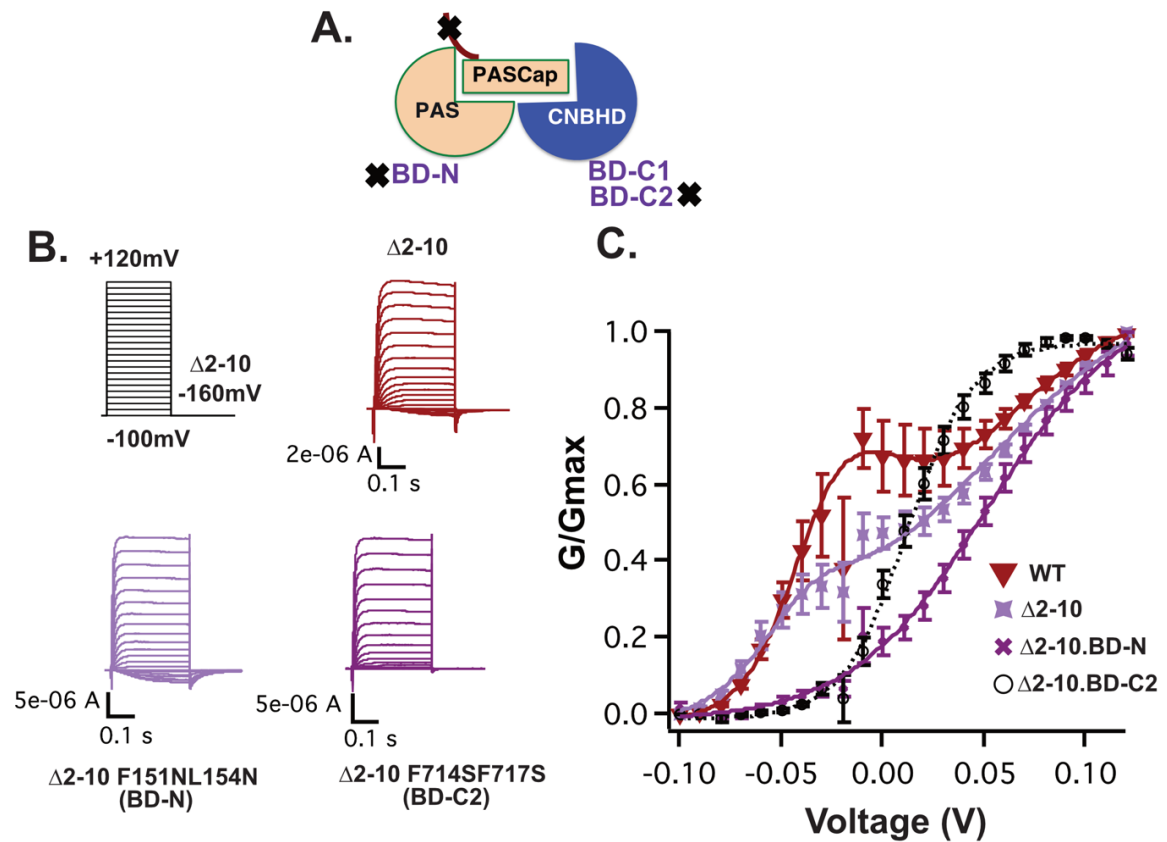 A.
PASCap
PAS
CNBHD
BD-N
BD-C1
BD-C2
B.
+120mV
Δ2-10
-160mV
-100mV
Δ2-10
2e-06 A
0.1 s
5e-06 A
0.1 s
Δ2-10 F151NL154N
(BD-N)
5e-06 A
0.1 s
Δ2-10 F714SF717S
(BD-C2)
C.
G/Gmax
1.0
0.8
0.6
0.4
0.2
0.0
-0.10
-0.05
0.00
0.05
0.10
Voltage (V)
WT
Δ2-10
Δ2-10.BD-N
Δ2-10.BD-C2